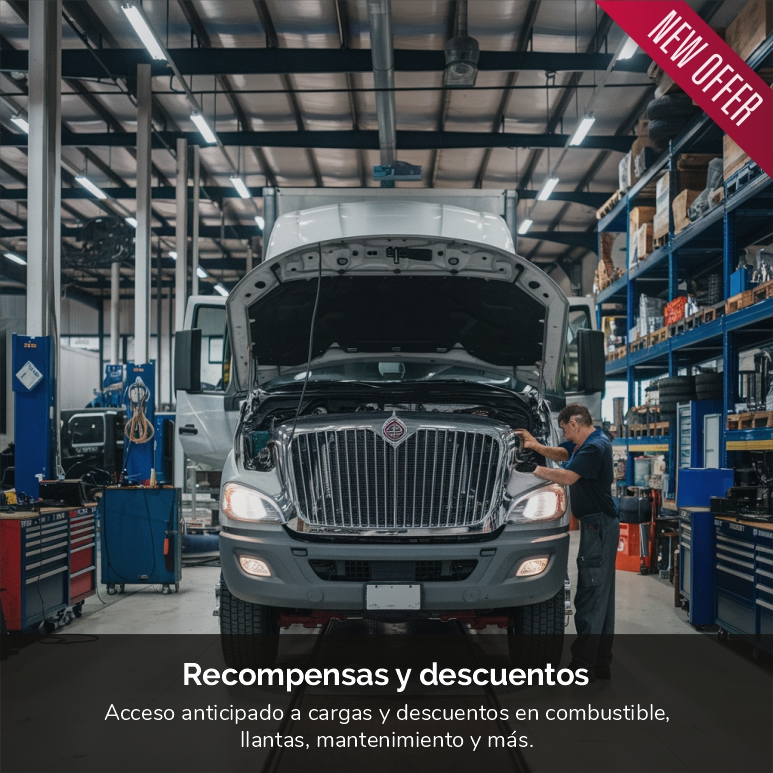 NEW OFFER
Recompensas y descuentos
Acceso anticipado a cargas y descuentos en combustible,
llantas, mantenimiento y más.